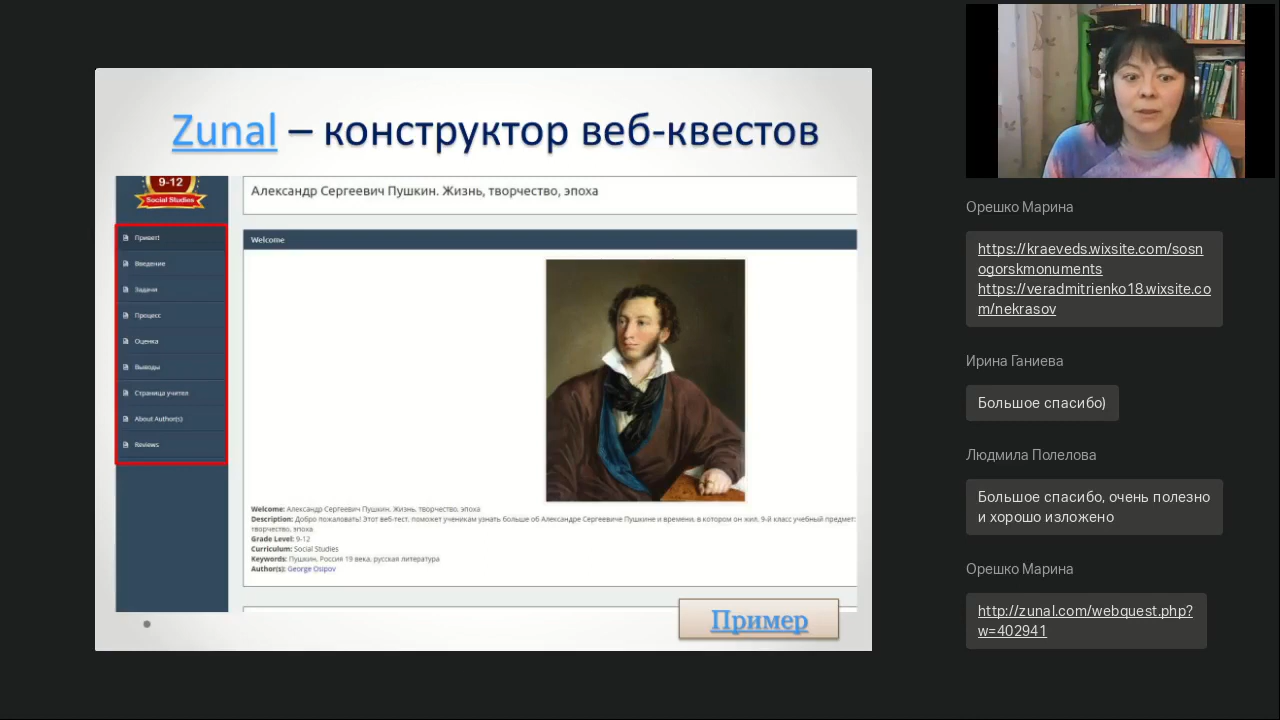 Zunal – конструктор веб-квестов
9-12
Social Studies
Привет!
Введение
Задачи
Процесс
Оценка
Выводы
Страница учител
About Author(s)
Reviews
Александр Сергеевич Пушкин. Жизнь, творчество, эпоха
Welcome
Welcome: Александр Сергеевич Пушкин. Жизнь, творчество, эпоха
Description: Добро пожаловать! Этот веб-тест, поможет ученикам узнать больше об Александре Сергеевиче Пушкине и времени, в котором он жил. 9-й класс учебный предмет:
творчество, эпоха
Grade Level: 9-12
Curriculum: Social Studies
Keywords: Пушкин, Россия 19 века, русская литература
Author(s): George Osipov
Пример
Орешко Марина
https://kraeveds.wixsite.com/sosn
ogorskmonuments
https://veradmitrienko18.wixsite.co
m/nekrasov
Ирина Ганиева
Большое спасибо)
Людмила Полелова
Большое спасибо, очень полезно
и хорошо изложено
Орешко Марина
http://zunal.com/webquest.php?
w=402941